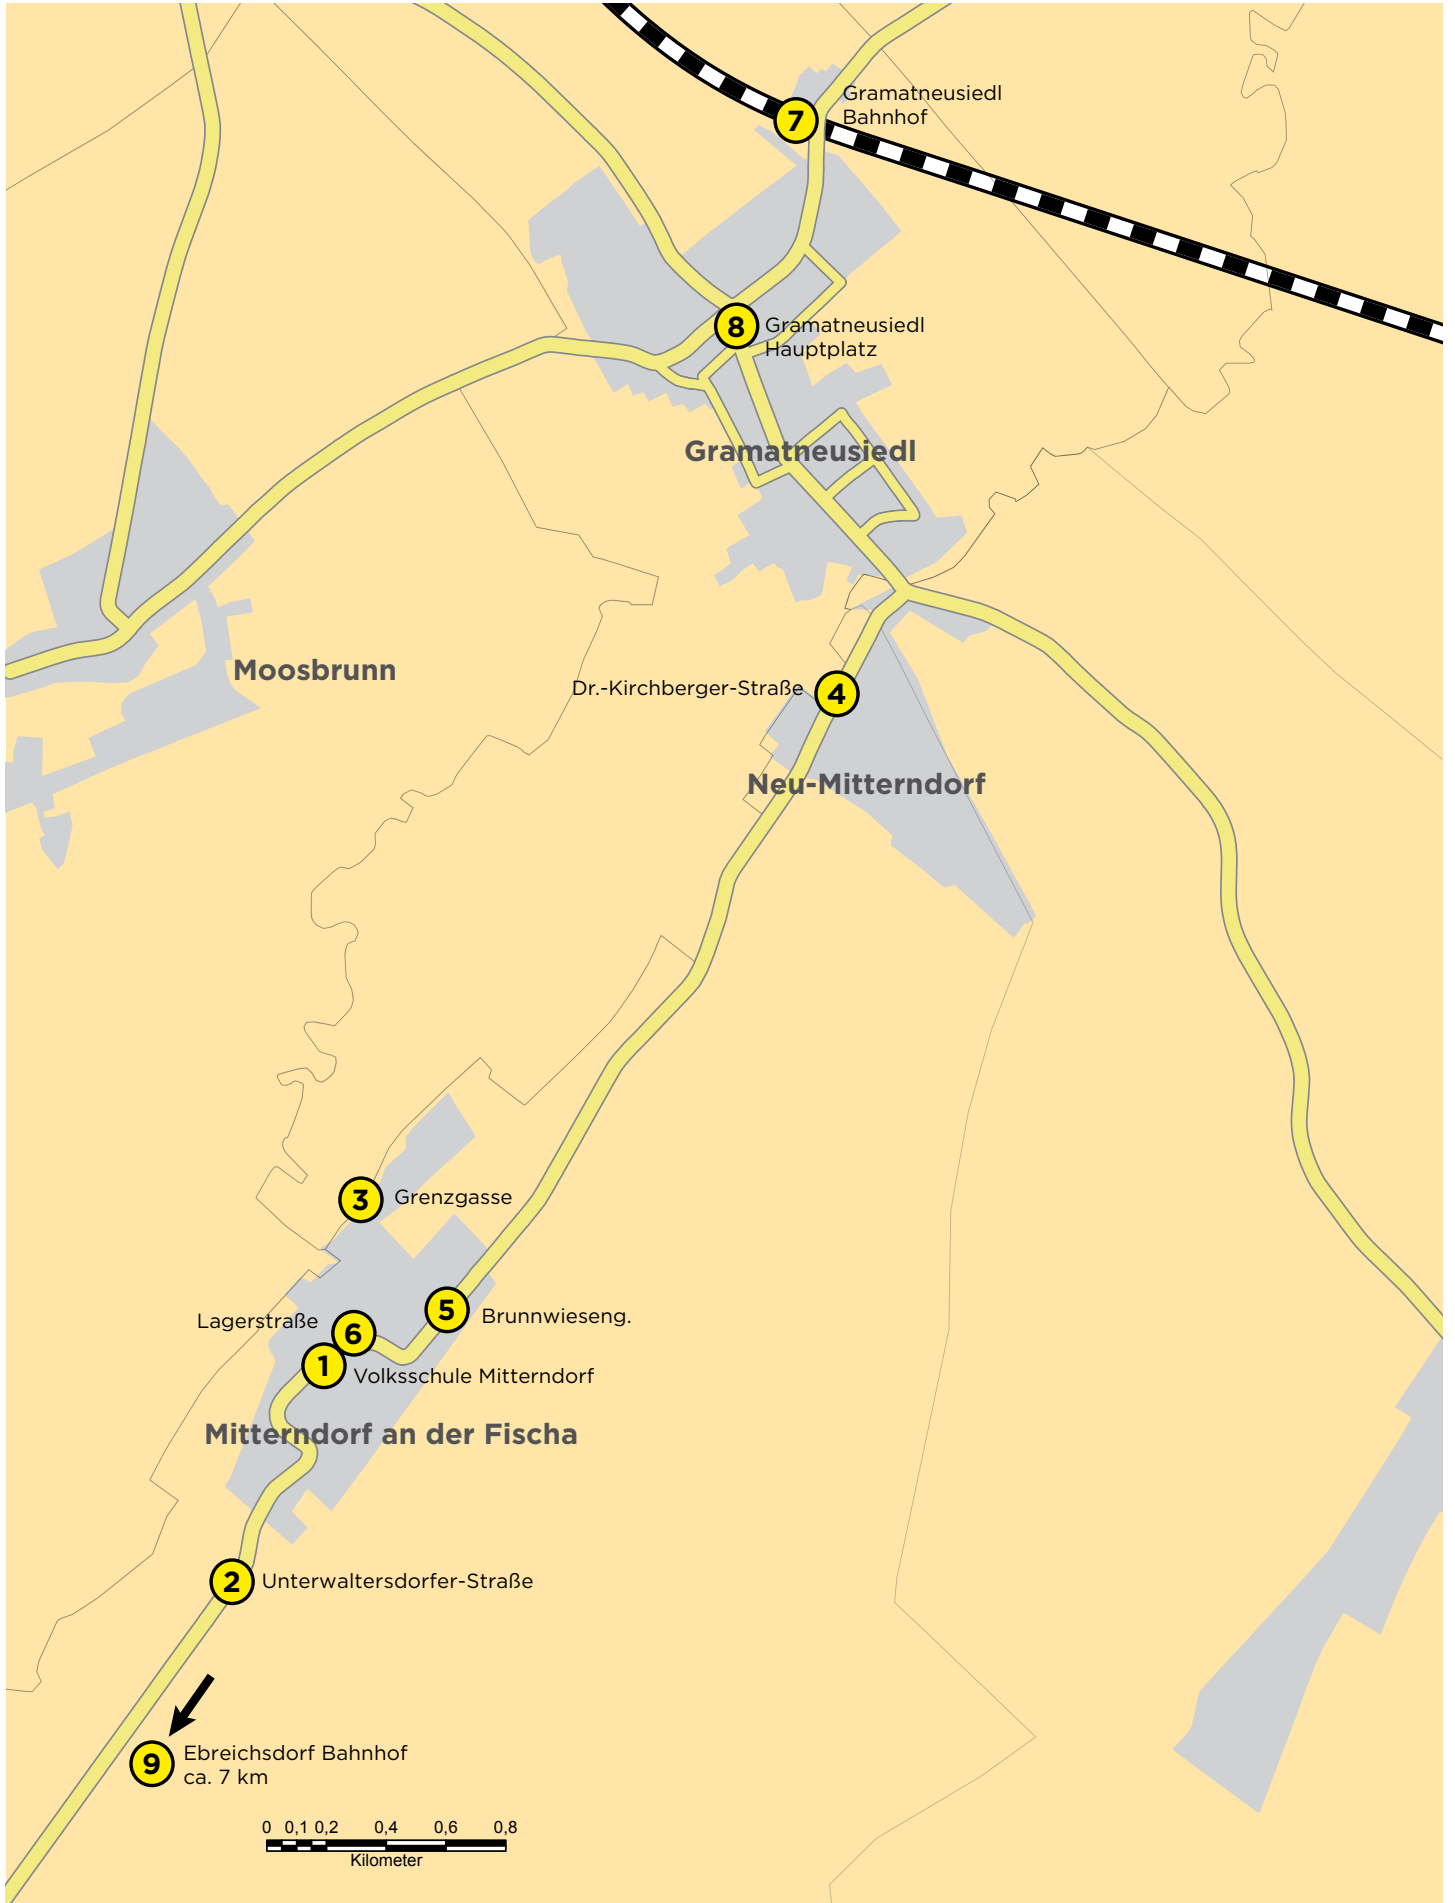 7
Gramatneusiedl
Bahnhof
8
Gramatneusiedl
Hauptplatz
Gramatneusiedl
Moosbrunn
Dr.-Kirchberger-Straße
4
Neu-Mitterndorf
3
Grenzgasse
5
Brunnwieseng.
Lagerstraße
6
1
Volksschule Mitterndorf
Mitterndorf an der Fischa
2
Unterwaltersdorfer-Straße
9
Ebreichsdorf Bahnhof
ca. 7 km
0 0,1 0,2 0,4 0,6 0,8
Kilometer